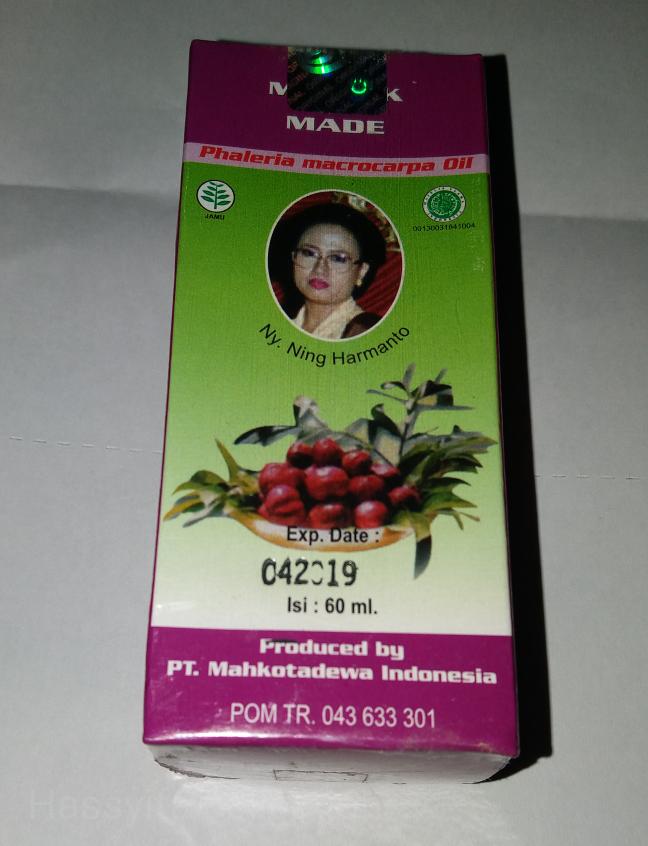 MADE
Phaleria macrocarpa Oil
JAMU
00130031041004
Ny. Ning Harmanto
Exp. Date :
Isi : 60 ml.
Produced by
PT. Mahkotadewa Indonesia
POM TR. 043 633 301